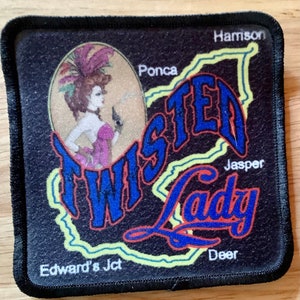 Harrison
Ponca
TWISTED
Jasper
Lady
Deer
Edward's Jct